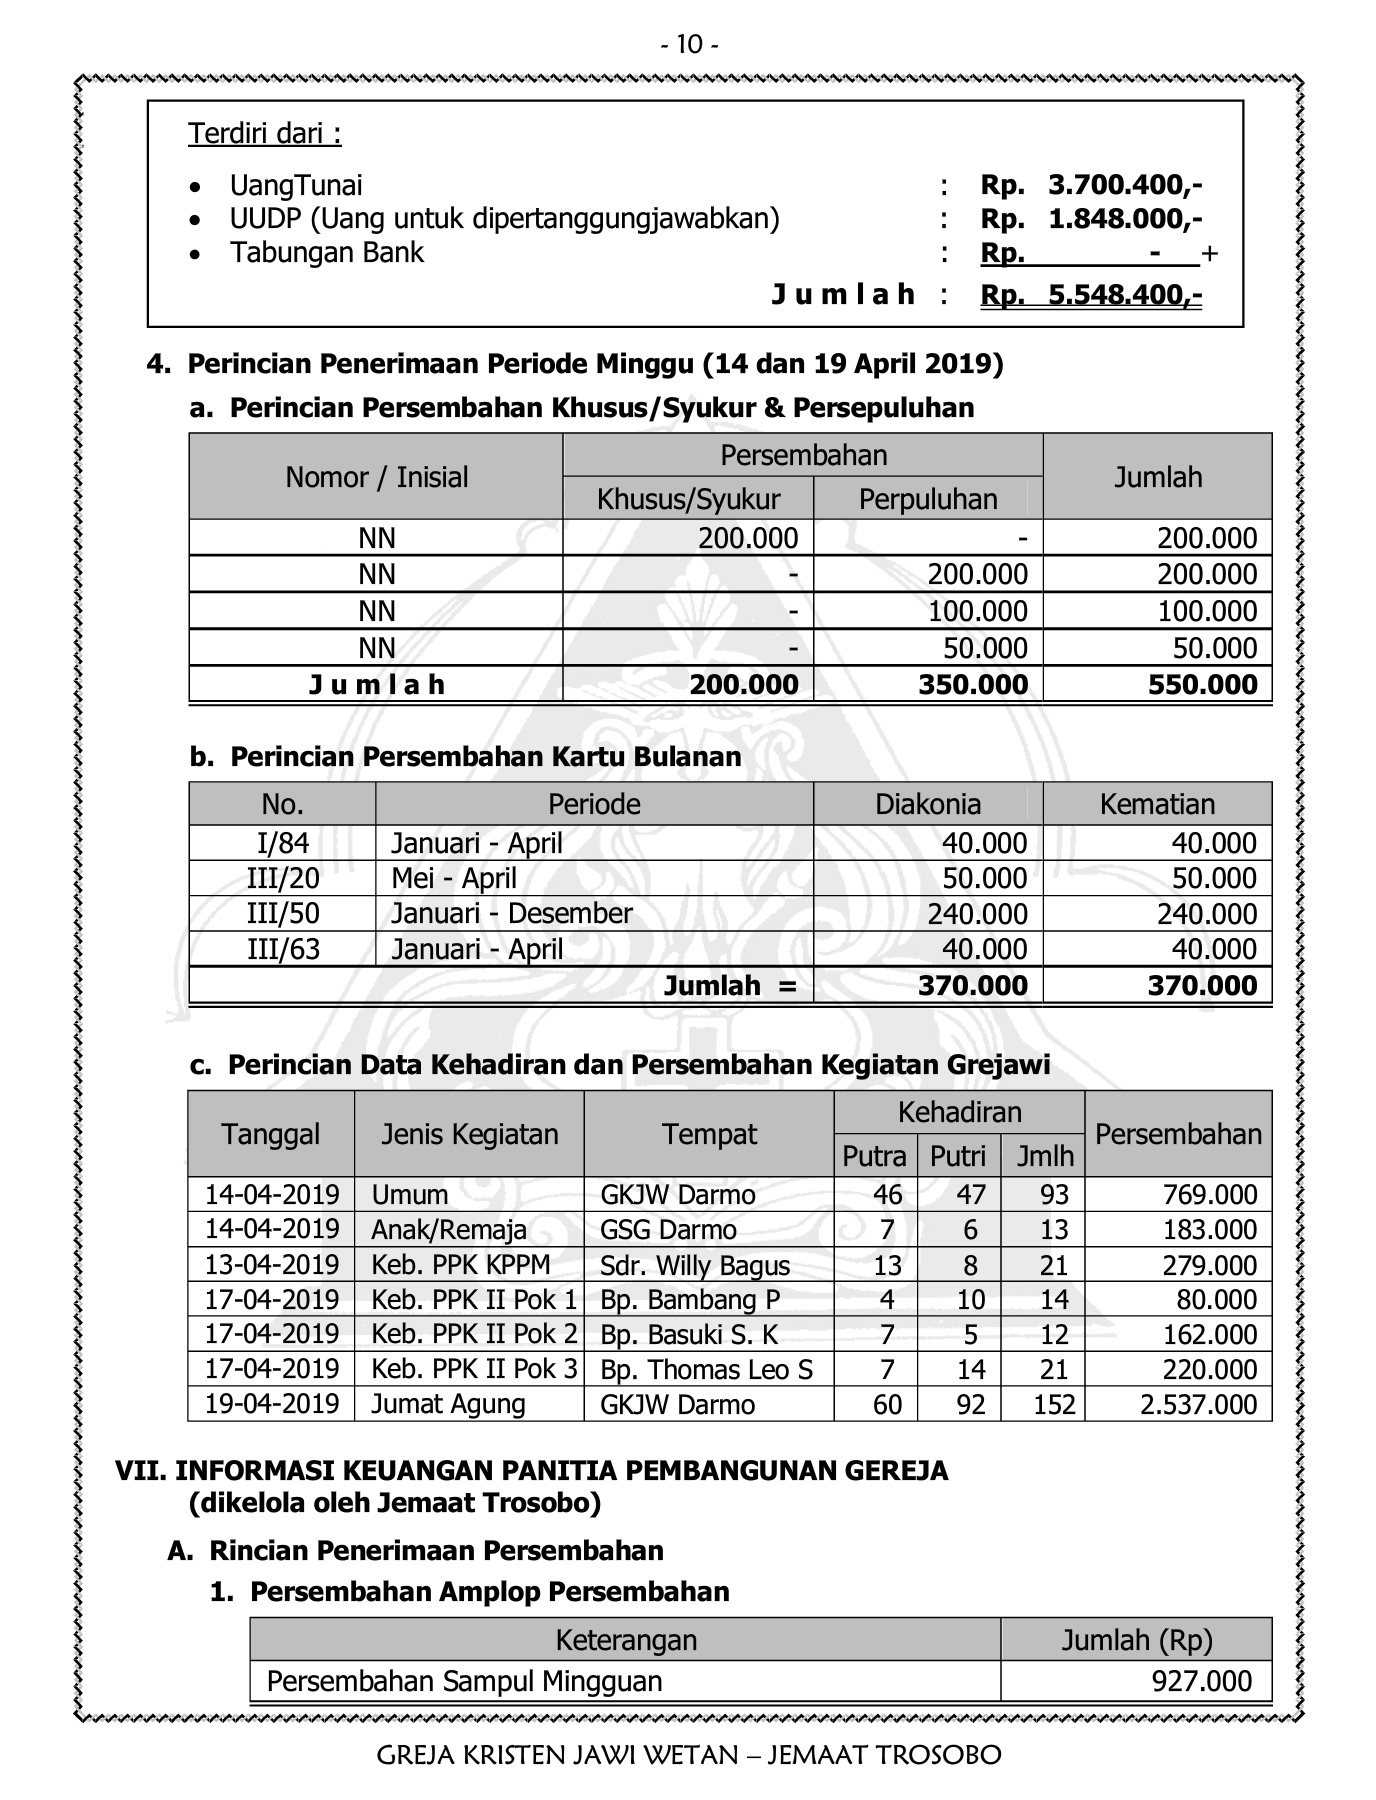 - 10 -
Terdiri dari :
• UangTunai : Rp. 3.700.400,-
• UUDP (Uang untuk dipertanggungjawabkan) : Rp. 1.848.000,-
• Tabungan Bank : Rp. - +
J u m l a h : Rp. 5.548.400,-
4. Perincian Penerimaan Periode Minggu (14 dan 19 April 2019)
a. Perincian Persembahan Khusus/Syukur & Persepuluhan
Nomor / Inisial Persembahan Jumlah
Khusus/Syukur Perpuluhan
NN 200.000 - 200.000
NN - 200.000 200.000
NN - 100.000 100.000
NN - 50.000 50.000
J u m l a h 200.000 350.000 550.000
b. Perincian Persembahan Kartu Bulanan
No. Periode Diakonia Kematian
I/84 Januari - April 40.000 40.000
III/20 Mei - April 50.000 50.000
III/50 Januari - Desember 240.000 240.000
III/63 Januari - April 40.000 40.000
Jumlah = 370.000 370.000
c. Perincian Data Kehadiran dan Persembahan Kegiatan Grejawi
Tanggal Jenis Kegiatan Tempat Kehadiran Persembahan
Putra Putri Jmlh
14-04-2019 Umum GKJW Darmo 46 47 93 769.000
14-04-2019 Anak/Remaja GSG Darmo 7 6 13 183.000
13-04-2019 Keb. PPK KPPM Sdr. Willy Bagus 13 8 21 279.000
17-04-2019 Keb. PPK II Pok 1 Bp. Bambang P 4 10 14 80.000
17-04-2019 Keb. PPK II Pok 2 Bp. Basuki S. K 7 5 12 162.000
17-04-2019 Keb. PPK II Pok 3 Bp. Thomas Leo S 7 14 21 220.000
19-04-2019 Jumat Agung GKJW Darmo 60 92 152 2.537.000
VII. INFORMASI KEUANGAN PANITIA PEMBANGUNAN GEREJA
(dikelola oleh Jemaat Trosobo)
A. Rincian Penerimaan Persembahan
1. Persembahan Amplop Persembahan
Keterangan Jumlah (Rp)
Persembahan Sampul Mingguan 927.000
GREJA KRISTEN JAWI WETAN – JEMAAT TROSOBO